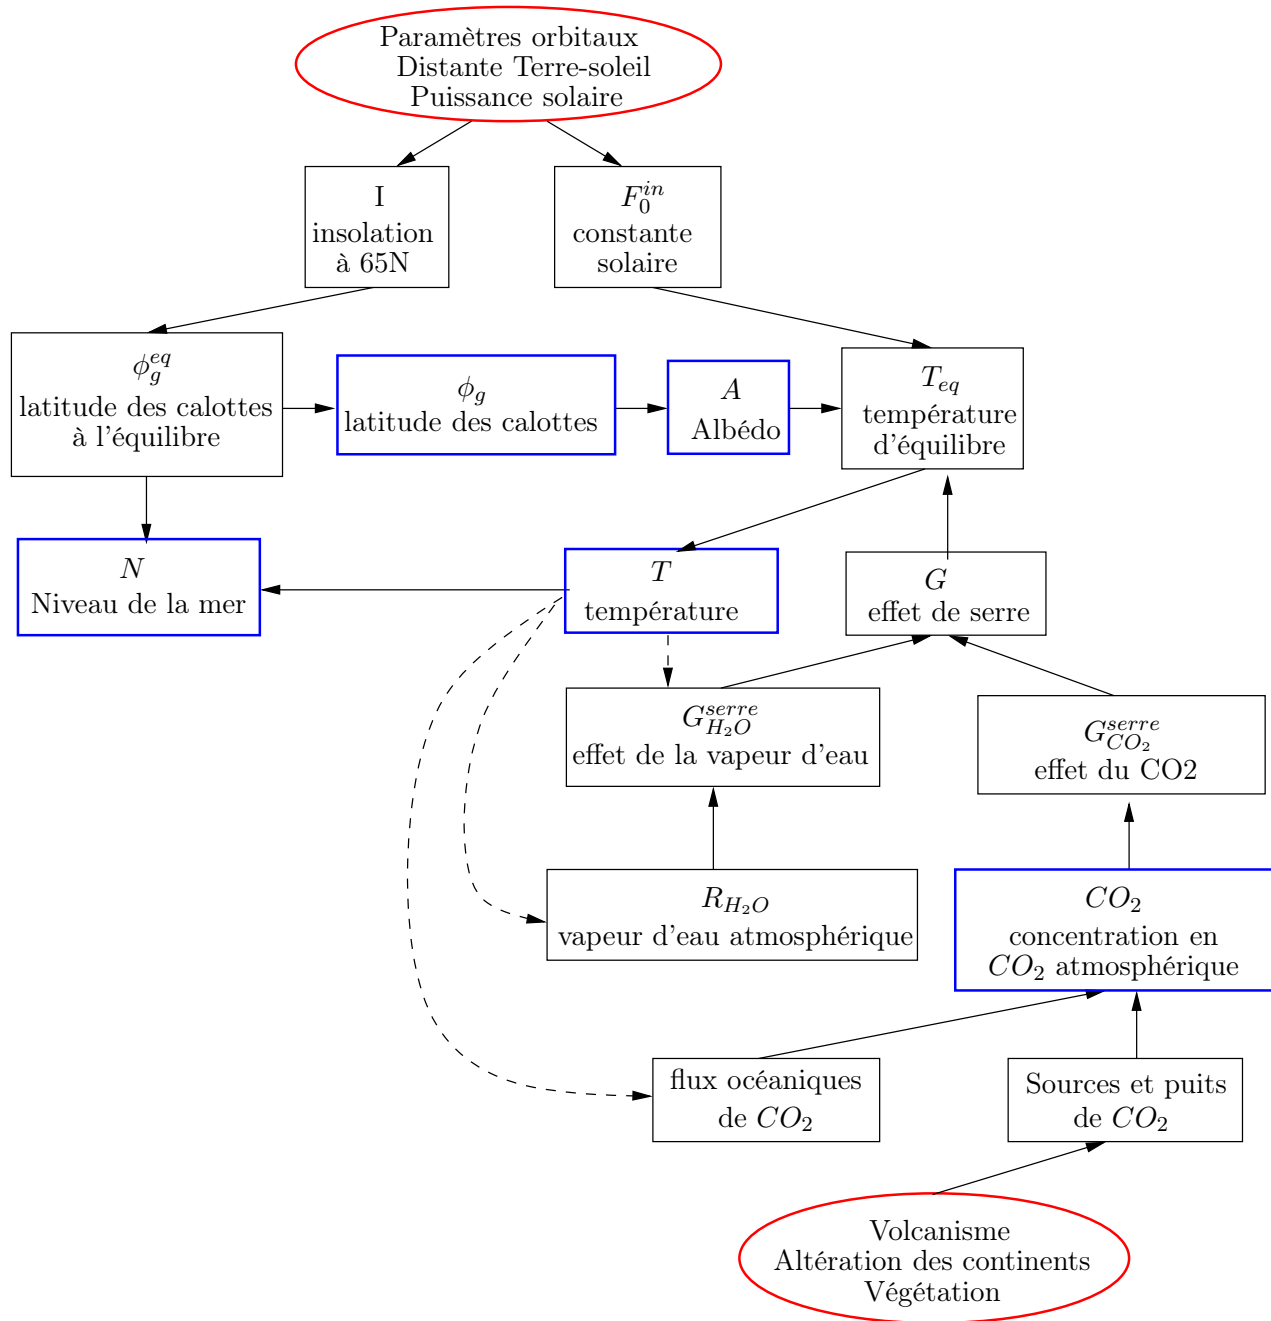 Paramètres orbitaux
Distante Terre-soleil
Puissance solaire
I
insolation
à 65N
$F_0^{in}$
constante
solaire
$\phi_g^{eq}$
latitude des calottes
à l'équilibre
$\phi_g$
latitude des calottes
$A$
Albédo
$T_{eq}$
température
d'équilibre
$N$
Niveau de la mer
$T$
température
$G$
effet de serre
$G_{H_2O}^{serre}$
effet de la vapeur d'eau
$G_{CO_2}^{serre}$
effet du CO2
$R_{H_2O}$
vapeur d'eau atmosphérique
$CO_2$
concentration en
$CO_2$ atmosphérique
flux océaniques
de $CO_2$
Sources et puits
de $CO_2$
Volcanisme
Altération des continents
Végétation